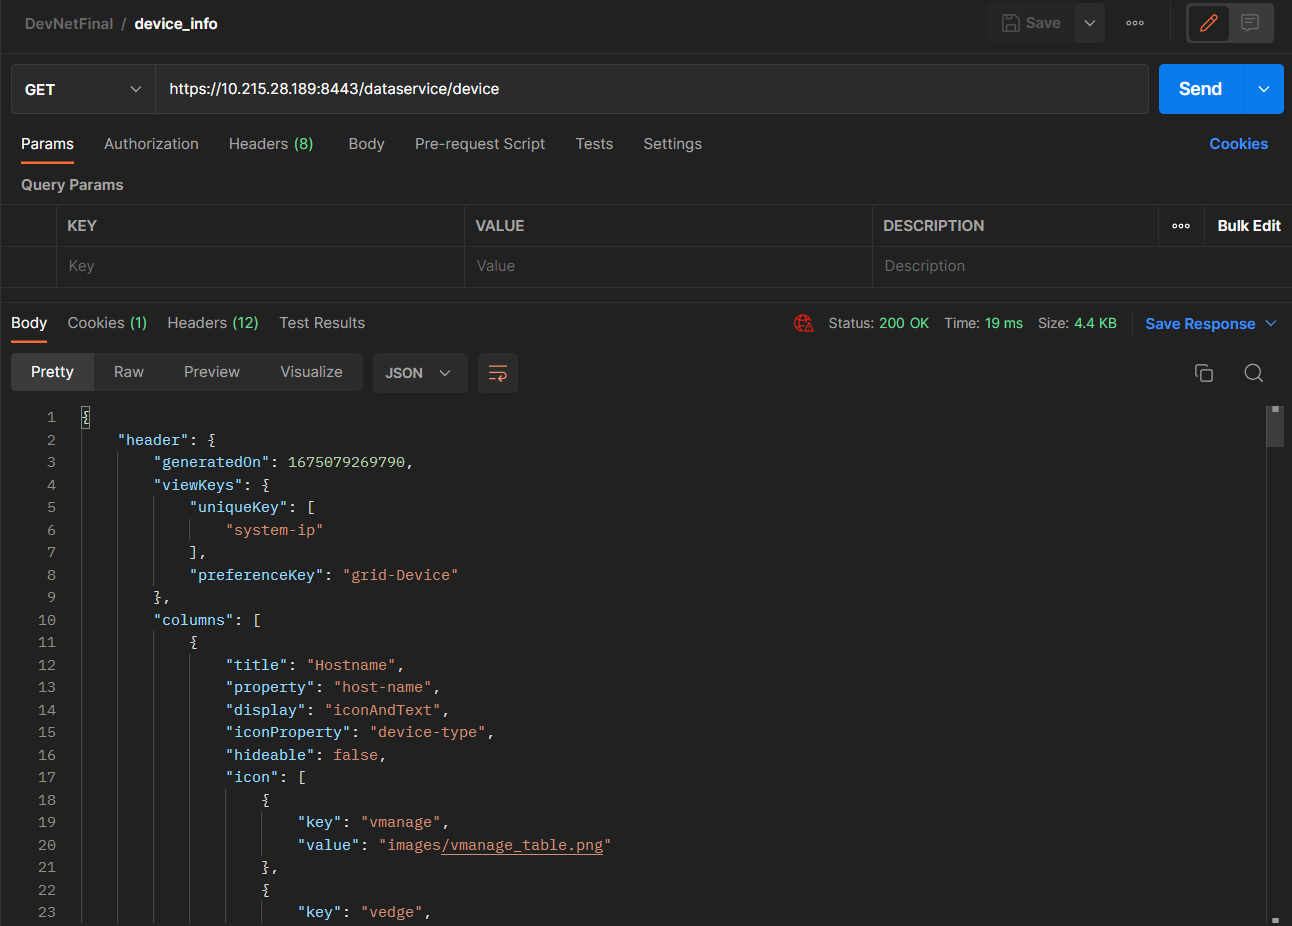 DevNetFinal / device_info
Save
GET
https://10.215.28.189:8443/dataservice/device
Send
Params Authorization Headers (8) Body Pre-request Script Tests Settings Cookies
Query Params
KEY VALUE DESCRIPTION Bulk Edit
Key Value Description
Body Cookies (1) Headers (12) Test Results Status: 200 OK Time: 19 ms Size: 4.4 KB Save Response
Pretty Raw Preview Visualize JSON
1 {
2 "header": {
3 "generatedOn": 1675079269790,
4 "viewKeys": {
5 "uniqueKey": [
6 "system-ip"
7 ],
8 "preferenceKey": "grid-Device"
9 },
10 "columns": [
11 {
12 "title": "Hostname",
13 "property": "host-name",
14 "display": "iconAndText",
15 "iconProperty": "device-type",
16 "hideable": false,
17 "icon": [
18 {
19 "key": "vmanage",
20 "value": "images/vmanage_table.png"
21 },
22 {
23 "key": "vedge",